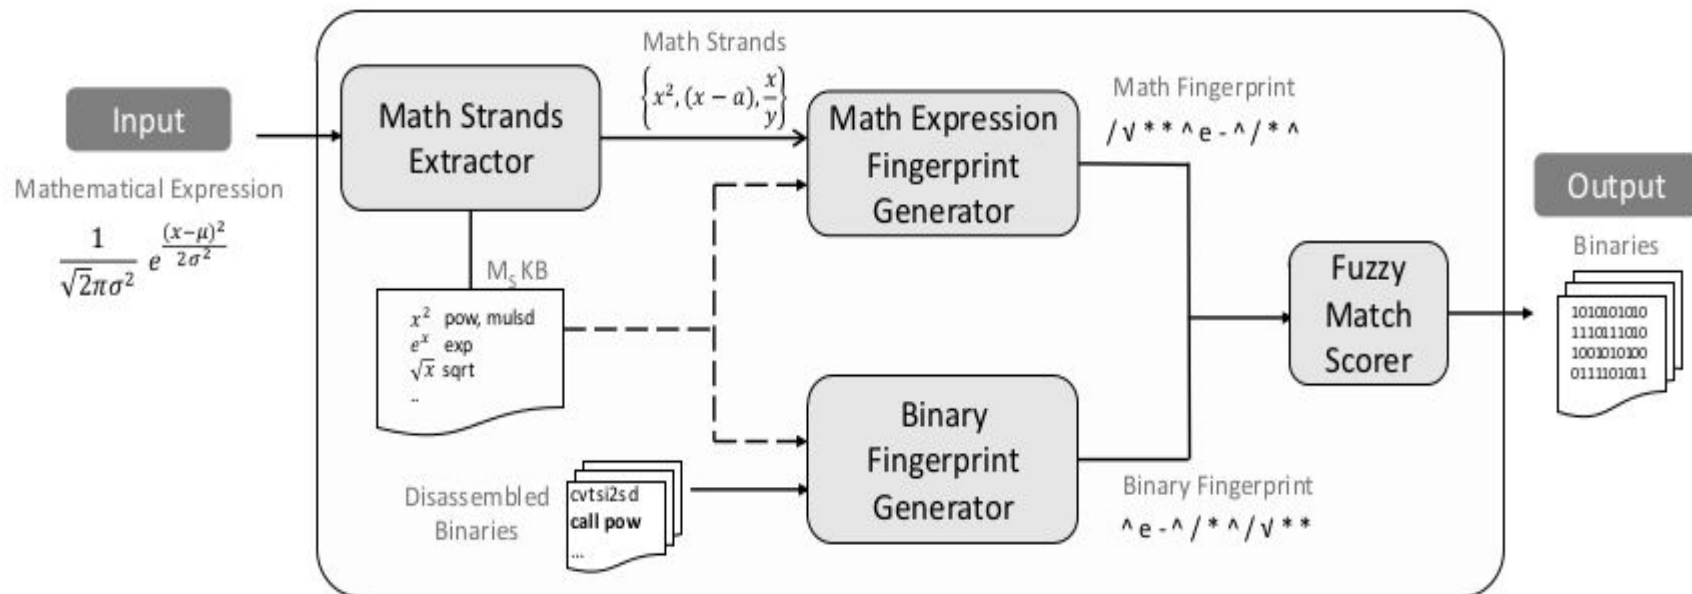 Input
Mathematical Expression
1
√2πσ² e (x−μ)²
2σ²
Math Strands
Extractor
M_S KB
x² pow, mulsd
eˣ exp
√x sqrt
..
Disassembled
Binaries
cvtsi2sd
call pow
...
Math Strands
{x², (x − a), x/y}
Math Expression
Fingerprint
Generator
Binary
Fingerprint
Generator
Math Fingerprint
/ √ * * ^ e - ^ / * ^
Binary Fingerprint
^ e - ^ / * ^ / √ * *
Fuzzy
Match
Scorer
Output
Binaries
1010101010
1110111010
1001010100
0111101011